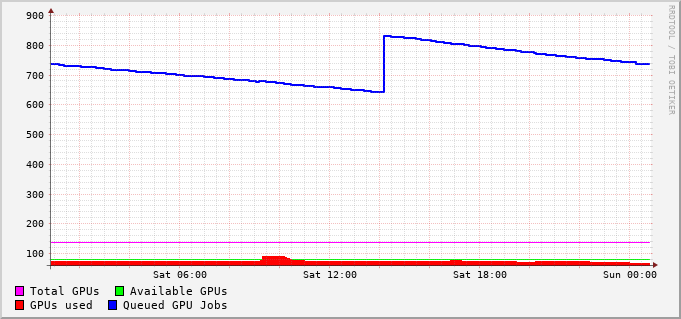 900
800
700
600
500
400
300
200
100
Sat 06:00 Sat 12:00 Sat 18:00 Sun 00:00
Total GPUs Available GPUs
GPUs used Queued GPU Jobs
RRDTOOL / TOBI OETIKER